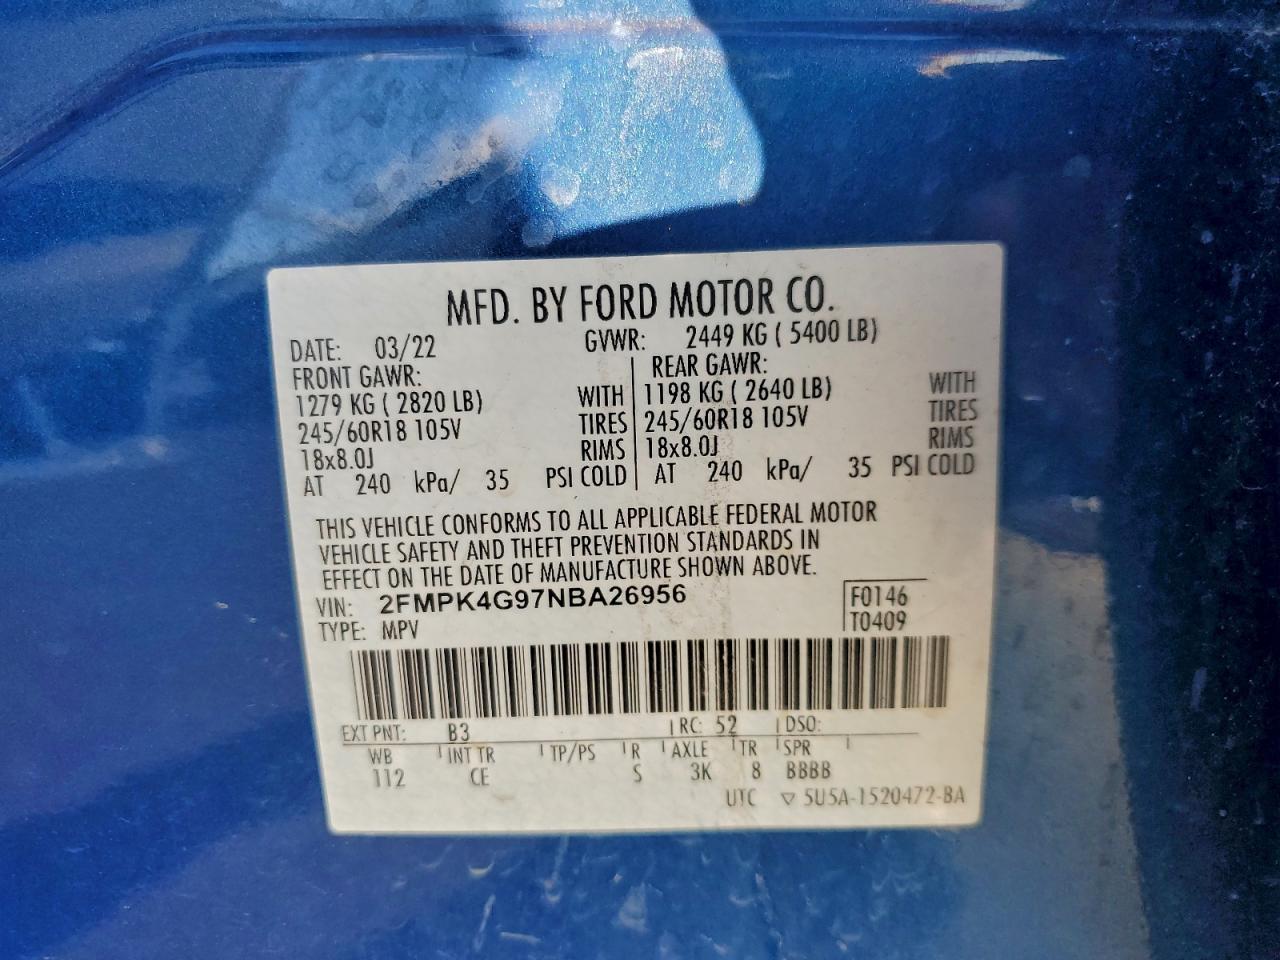 MFD. BY FORD MOTOR CO.
DATE: 03/22 GVWR: 2449 KG ( 5400 LB)
FRONT GAWR: REAR GAWR:
1279 KG ( 2820 LB) WITH 1198 KG ( 2640 LB) WITH
245/60R18 105V TIRES 245/60R18 105V TIRES
18x8.0J RIMS 18x8.0J RIMS
AT 240 kPa/ 35 PSI COLD AT 240 kPa/ 35 PSI COLD
THIS VEHICLE CONFORMS TO ALL APPLICABLE FEDERAL MOTOR
VEHICLE SAFETY AND THEFT PREVENTION STANDARDS IN
EFFECT ON THE DATE OF MANUFACTURE SHOWN ABOVE.
VIN: 2FMPK4G97NBA26956 F0146
TYPE: MPV T0409
EXT PNT: B3 RC: 52 DSO:
WB INT TR TP/PS R AXLE TR SPR
112 CE S 3K 8 BBBB
UTC ▽ 5U5A-1520472-BA